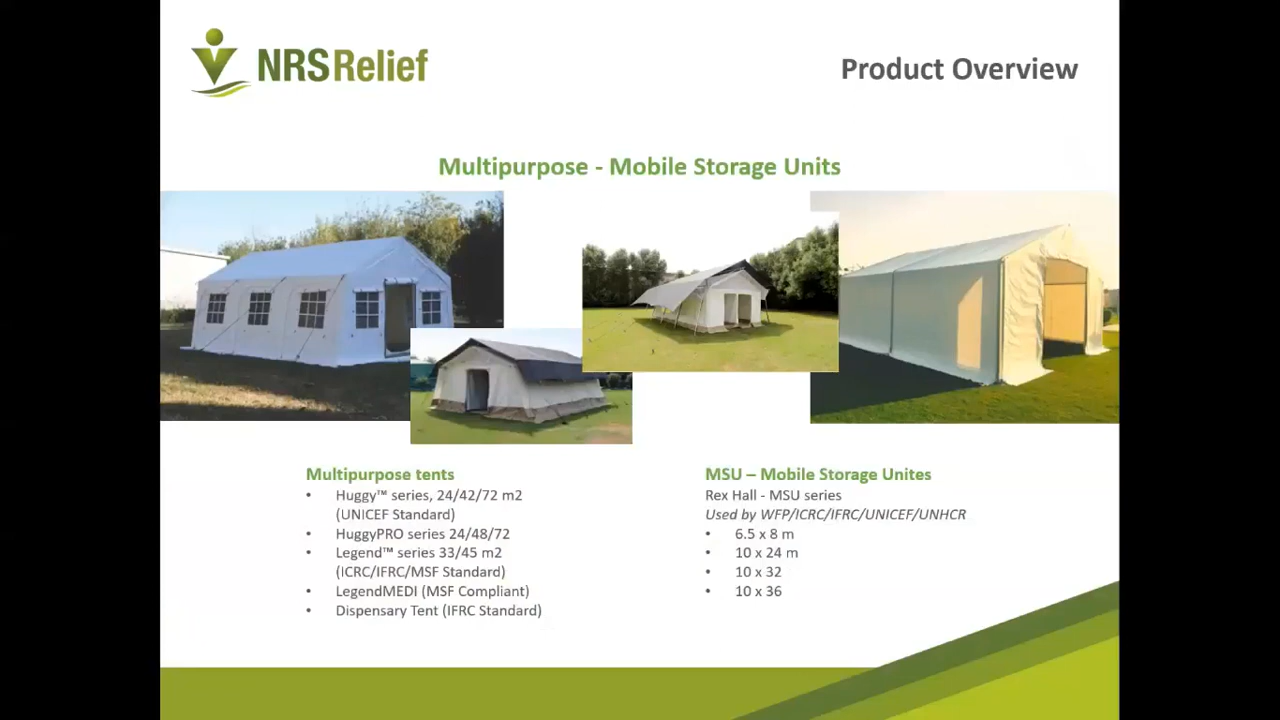 NRSRelief
Product Overview
Multipurpose - Mobile Storage Units
Multipurpose tents
• Huggy™ series, 24/42/72 m2
(UNICEF Standard)
• HuggyPRO series 24/48/72
• Legend™ series 33/45 m2
(ICRC/IFRC/MSF Standard)
• LegendMEDI (MSF Compliant)
• Dispensary Tent (IFRC Standard)
MSU – Mobile Storage Unites
Rex Hall - MSU series
Used by WFP/ICRC/IFRC/UNICEF/UNHCR
• 6.5 x 8 m
• 10 x 24 m
• 10 x 32
• 10 x 36